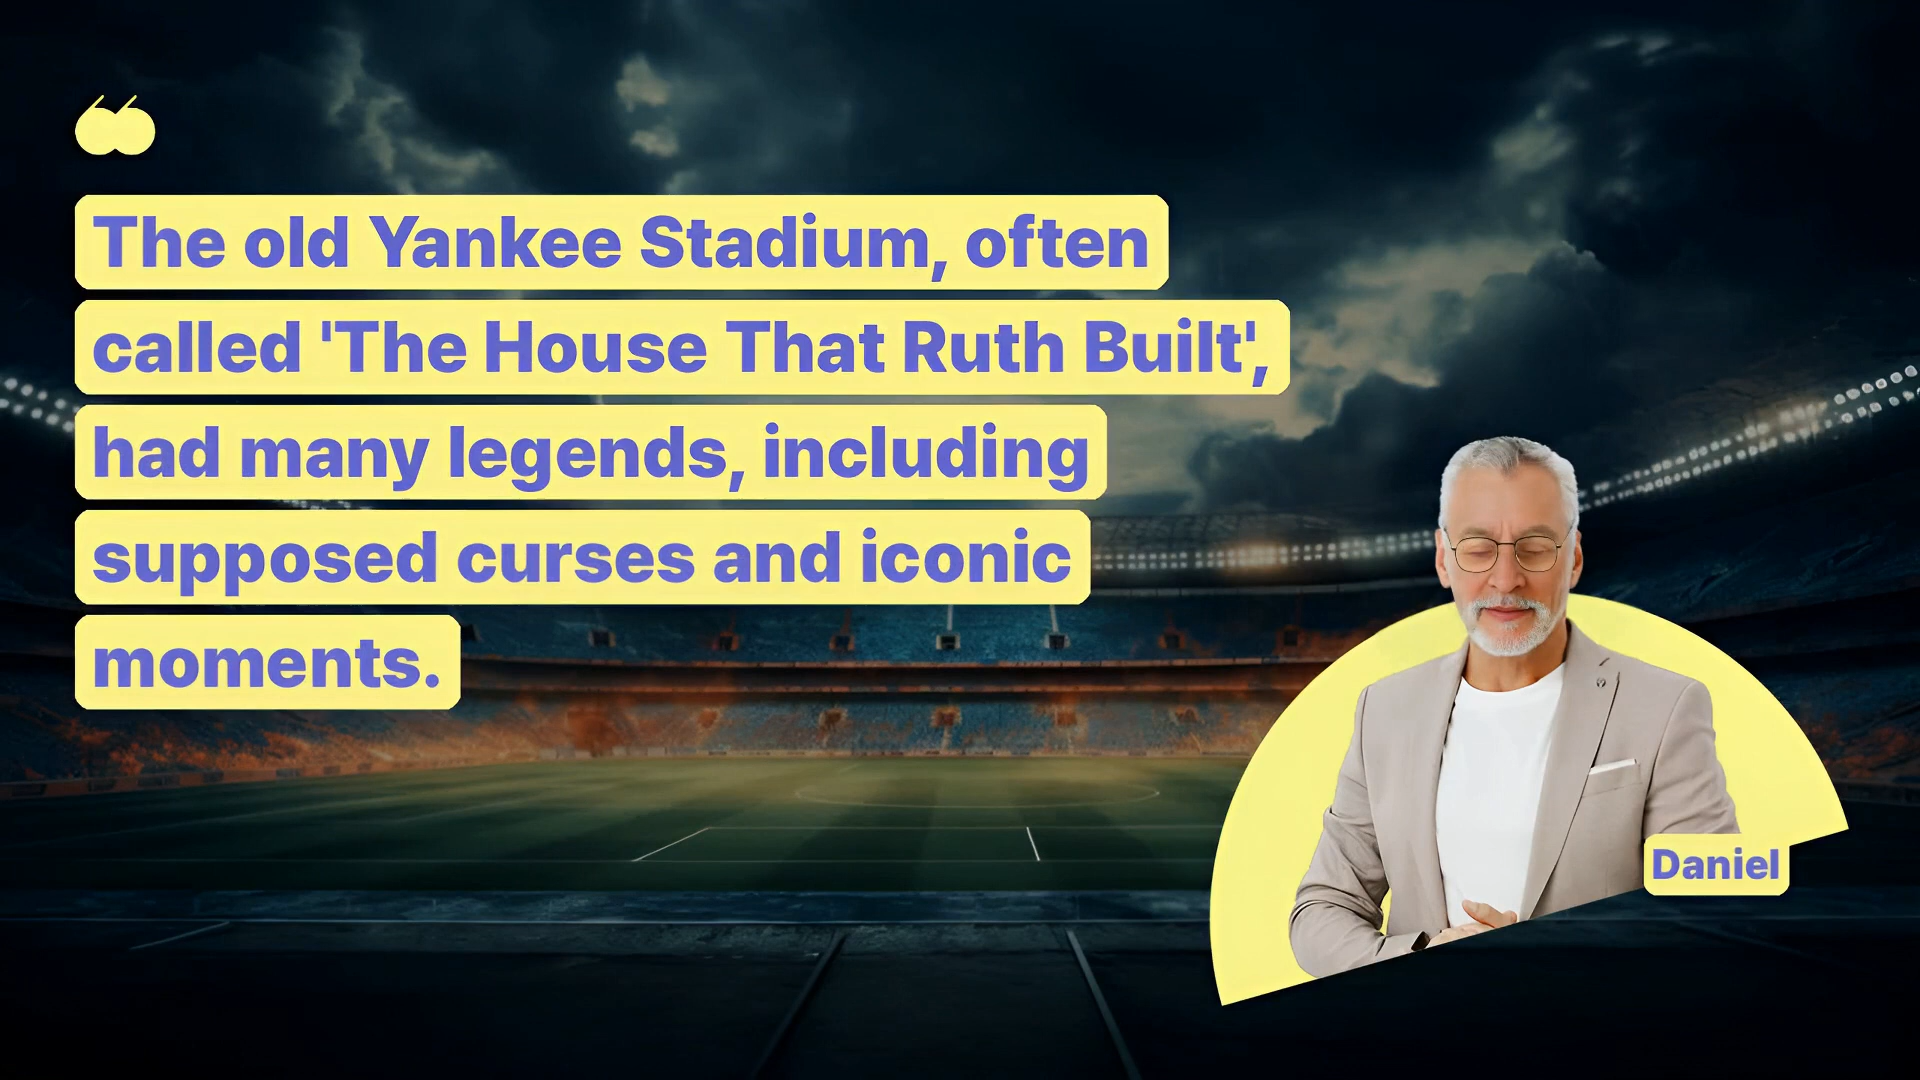 The old Yankee Stadium, often
called 'The House That Ruth Built',
had many legends, including
supposed curses and iconic
moments.
Daniel